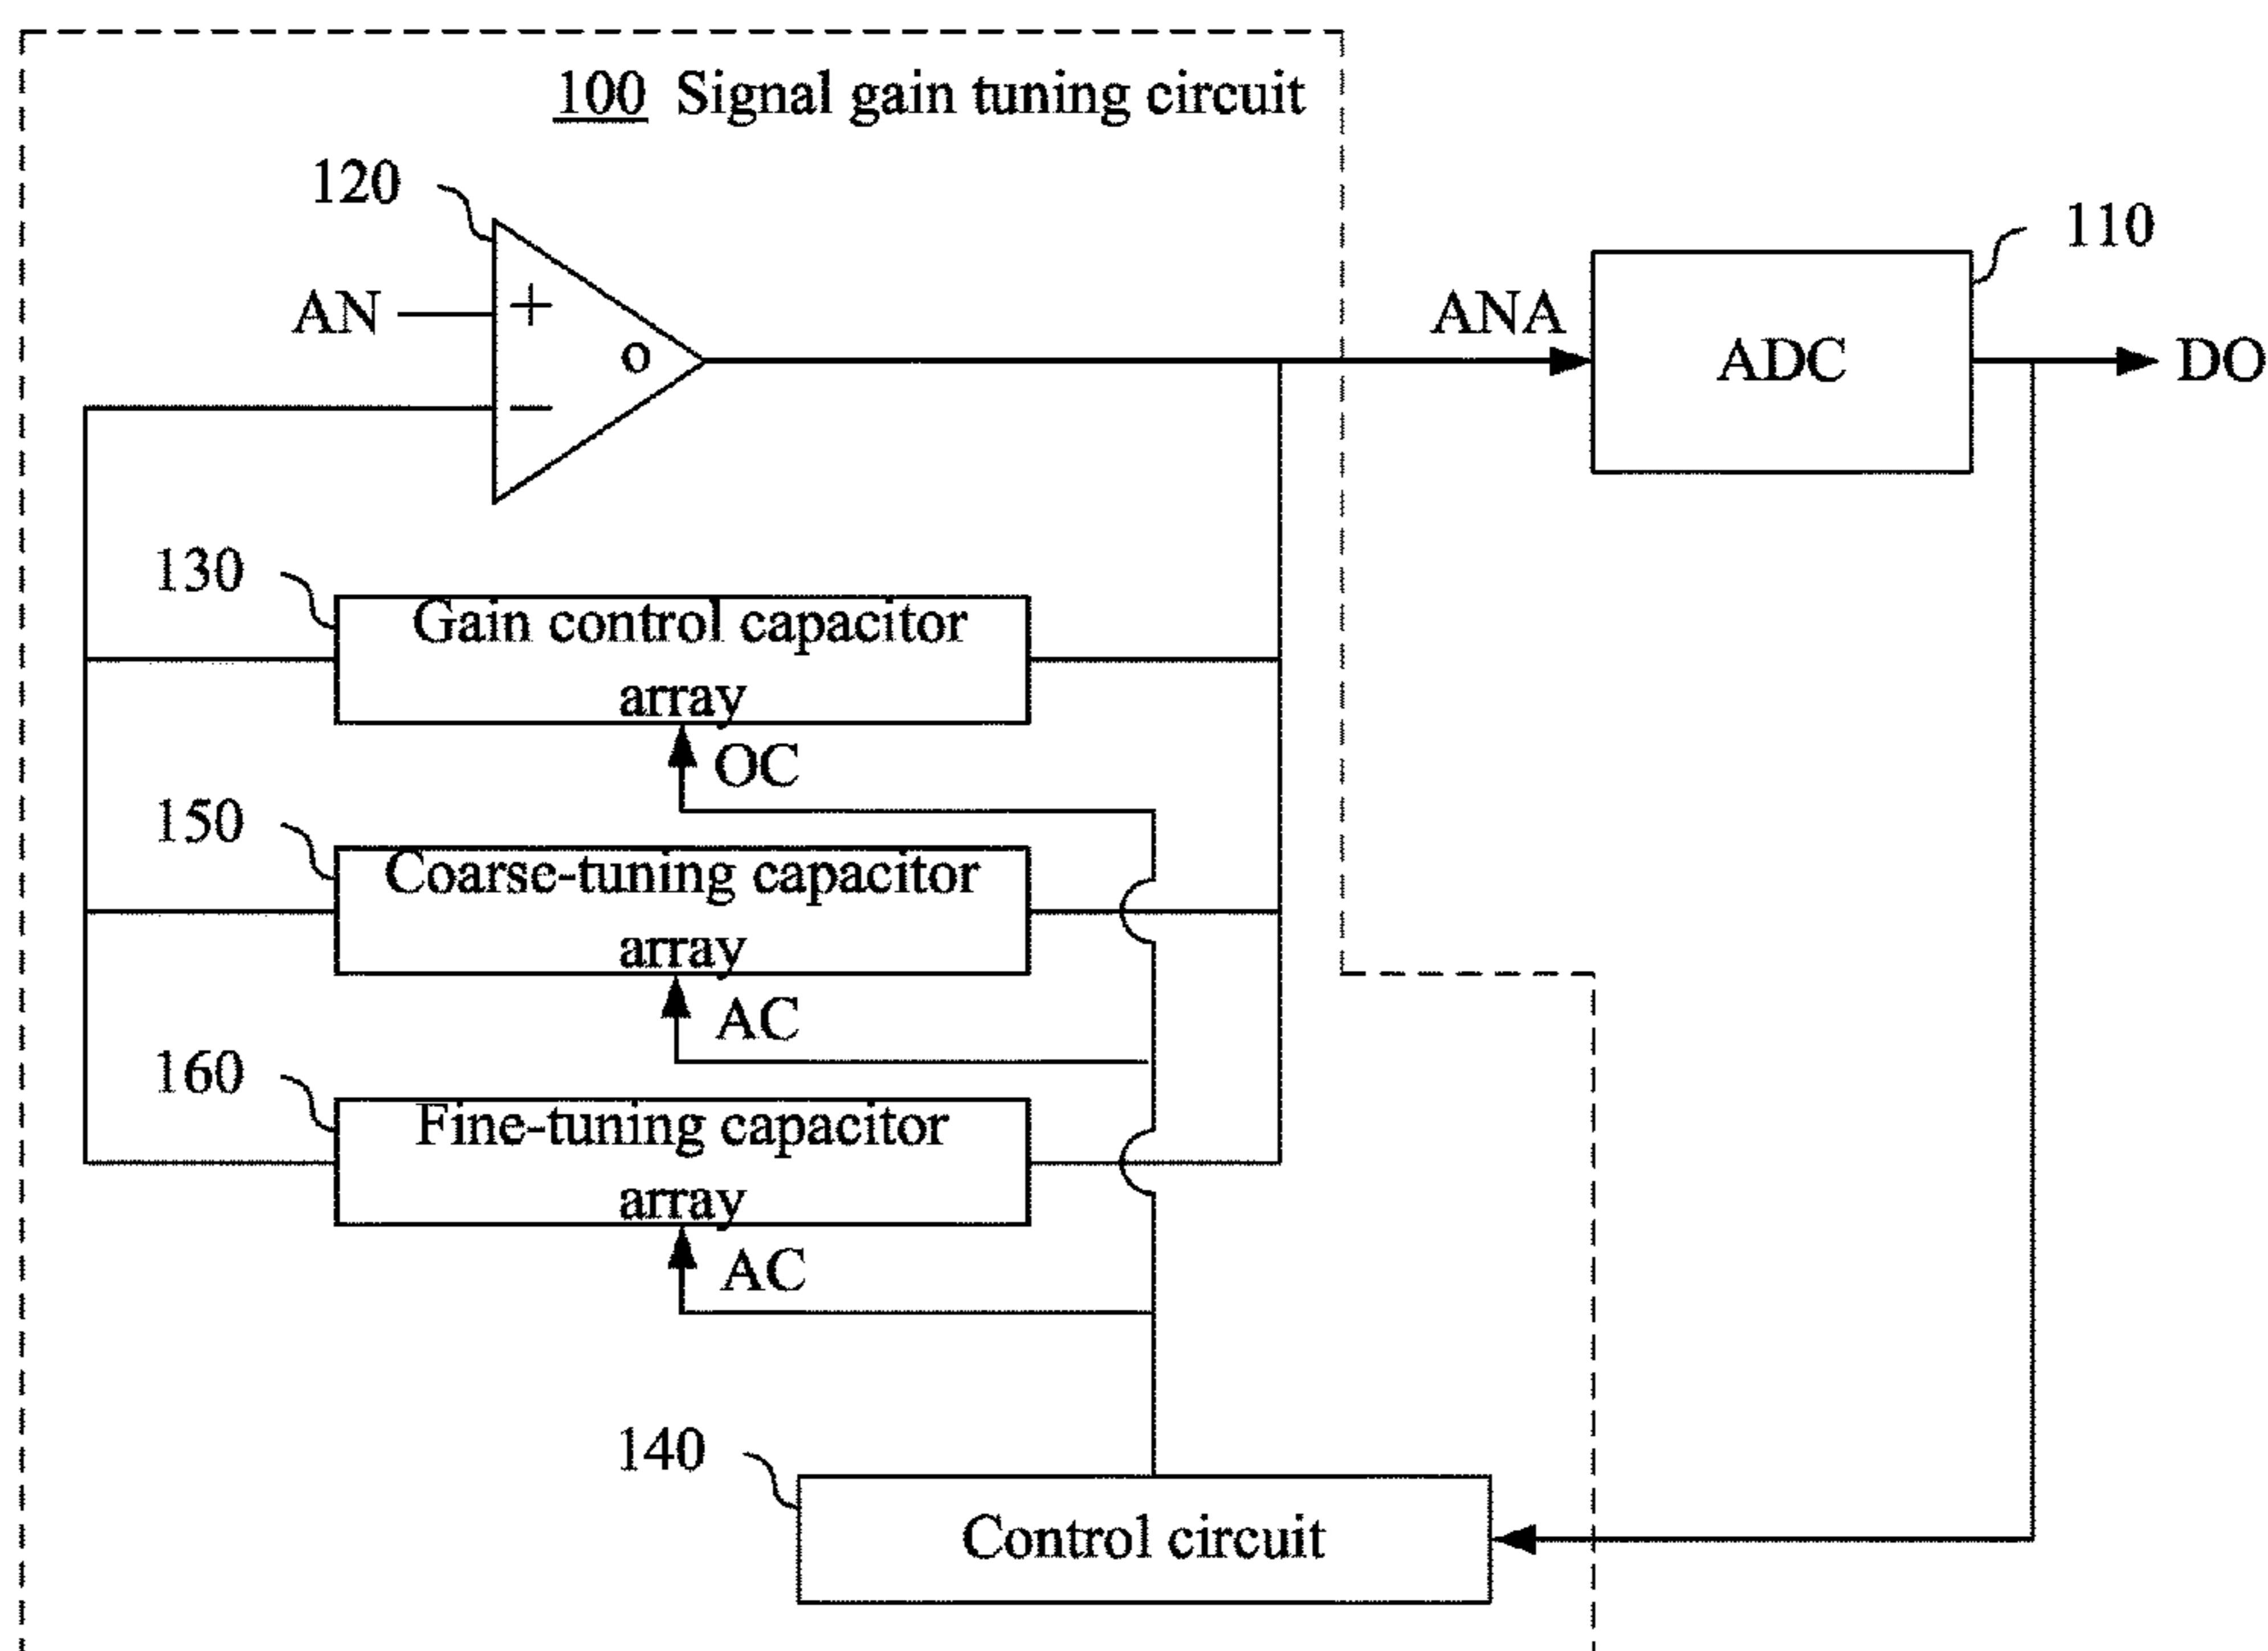 100 Signal gain tuning circuit
120
110
AN
+
o
−
ANA
ADC
DO
130
Gain control capacitor
array
OC
150
Coarse-tuning capacitor
array
AC
160
Fine-tuning capacitor
array
AC
140
Control circuit